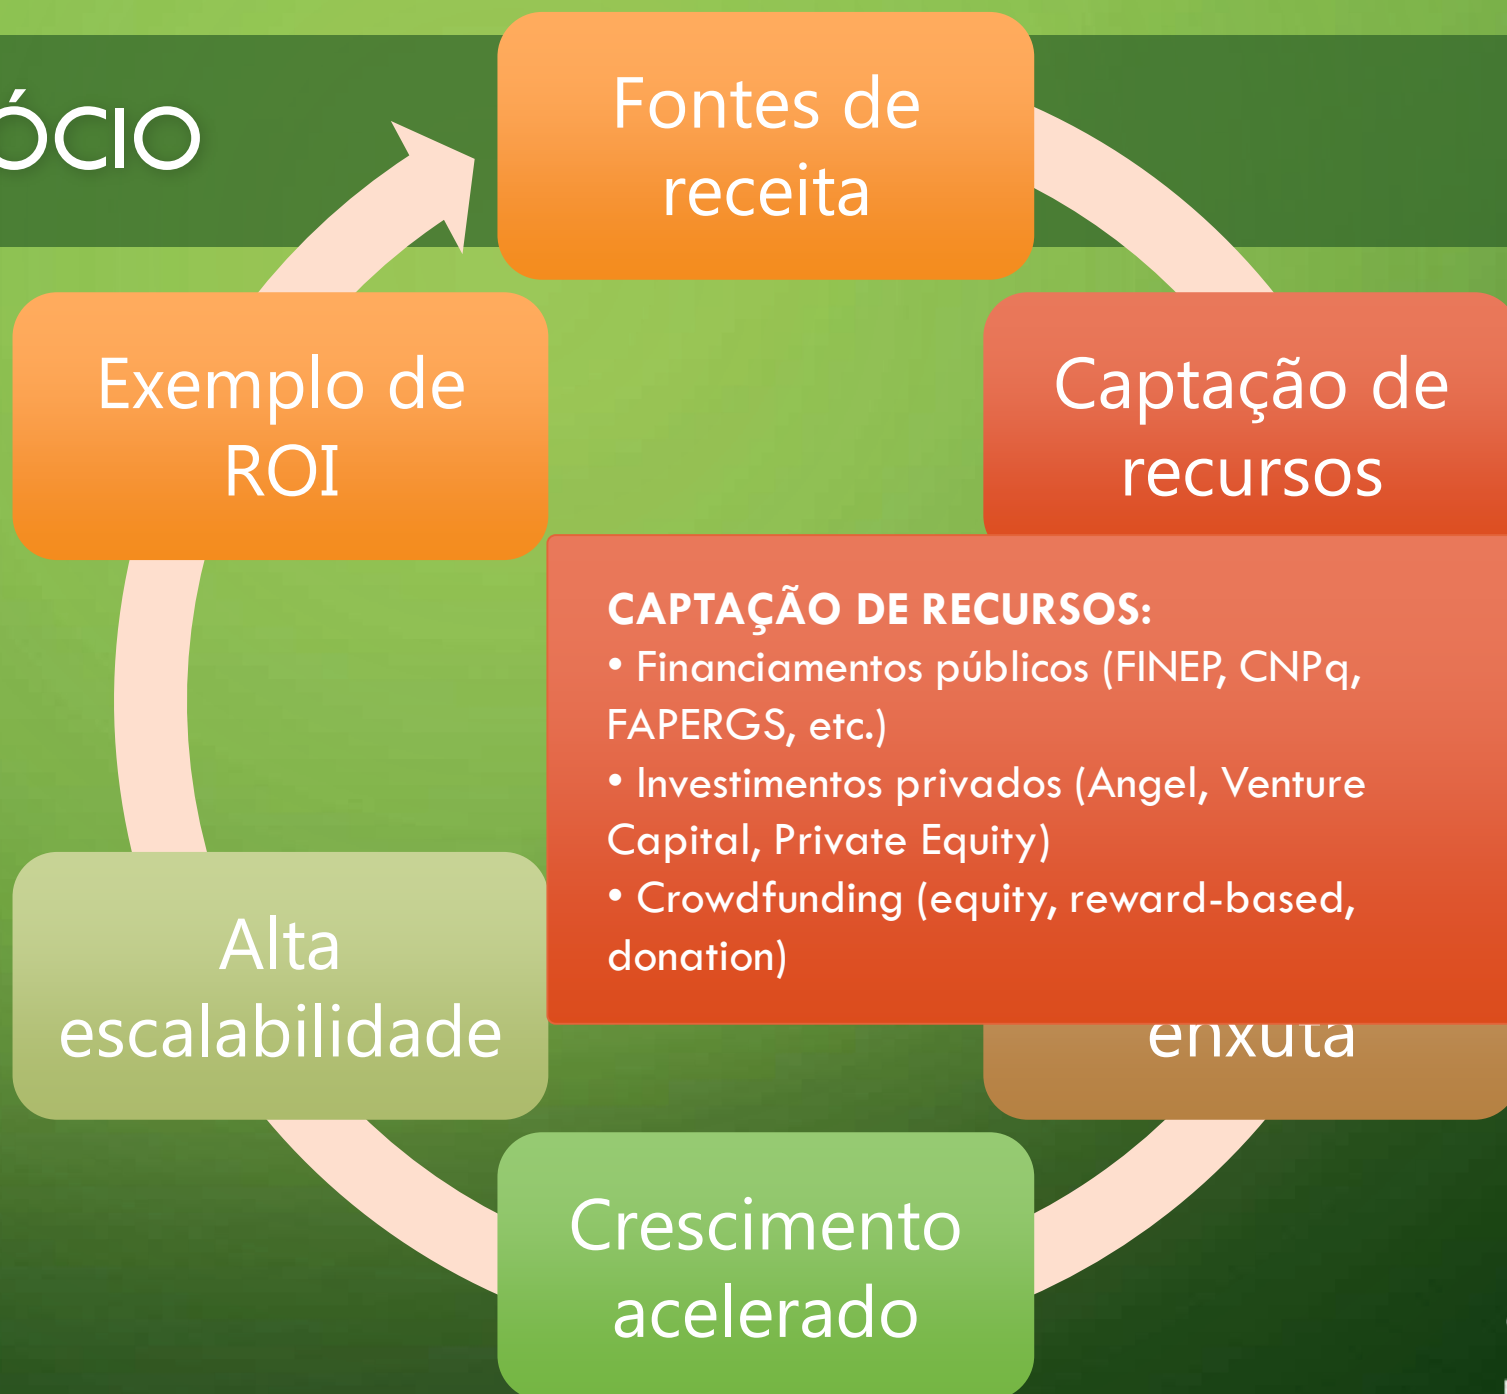 ÓCIO
Fontes de
receita
Exemplo de
ROI
Captação de
recursos
CAPTAÇÃO DE RECURSOS:
• Financiamentos públicos (FINEP, CNPq,
FAPERGS, etc.)
• Investimentos privados (Angel, Venture
Capital, Private Equity)
• Crowdfunding (equity, reward-based,
donation)
Alta
escalabilidade
enxuta
Crescimento
acelerado